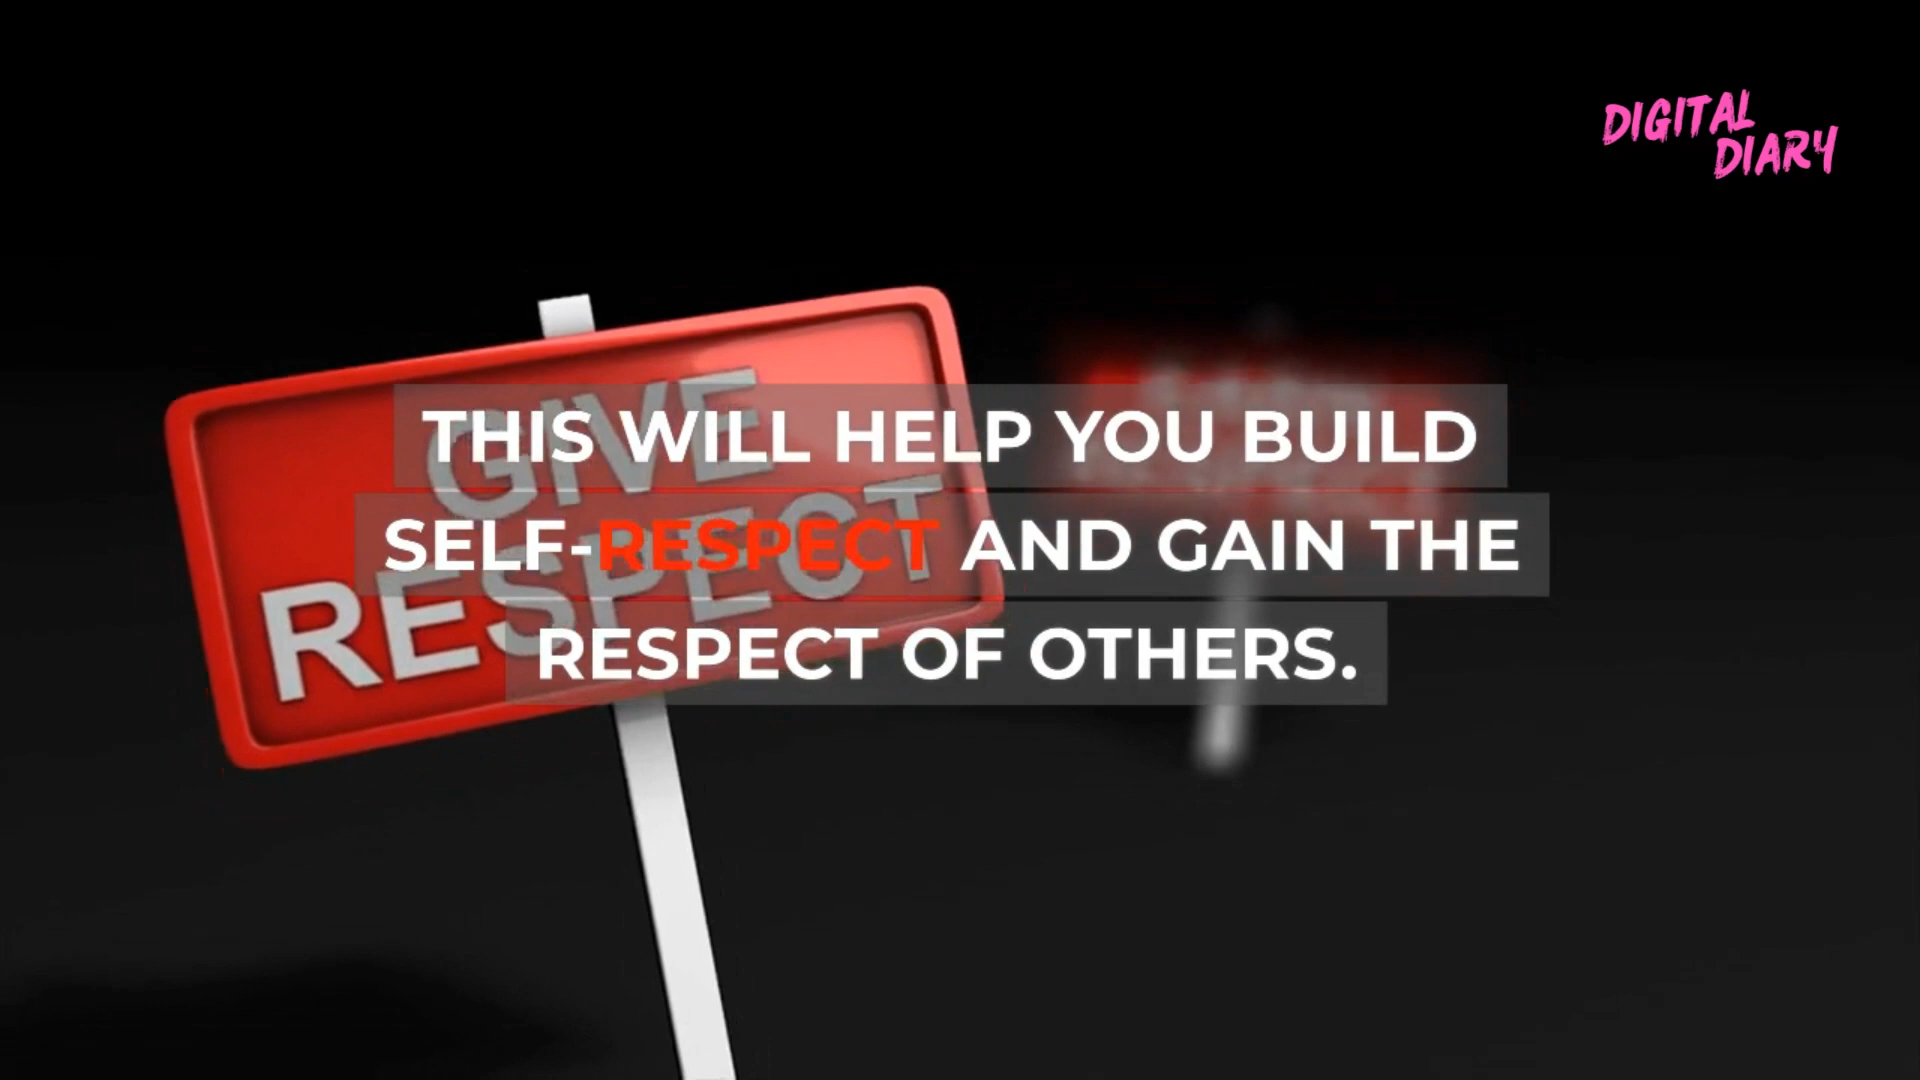 DIGITAL
DIARY
GIVE
RESPECT
THIS WILL HELP YOU BUILD
SELF-RESPECT AND GAIN THE
RESPECT OF OTHERS.